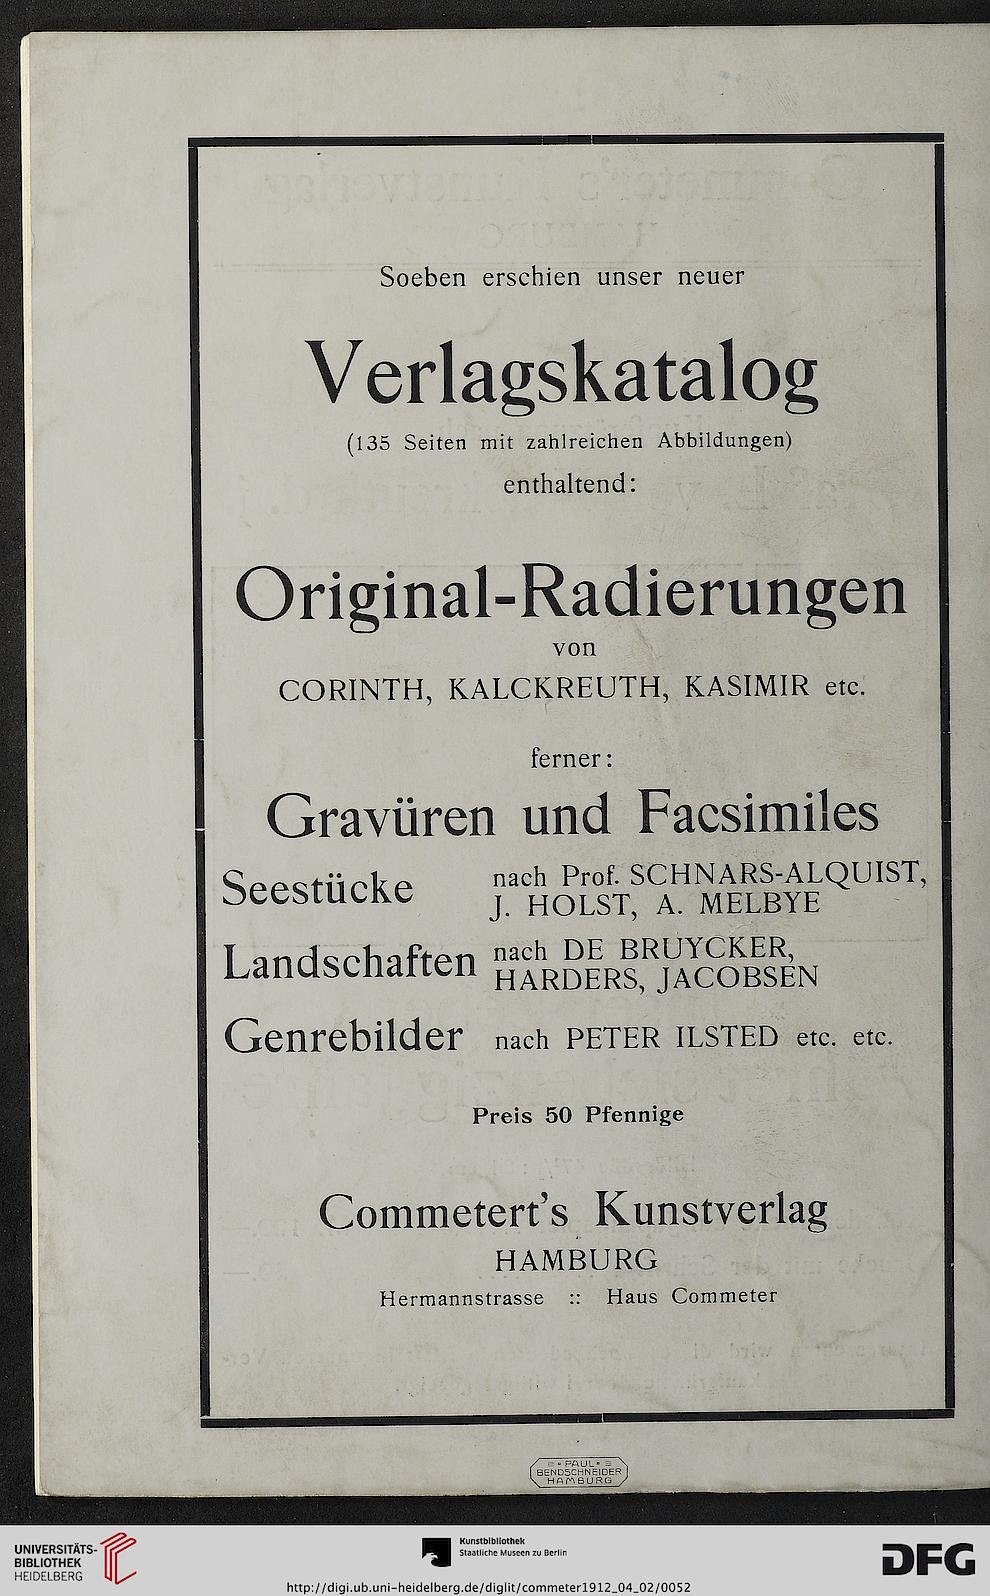 Soeben erschien unser neuer
Verlagskatalog
(135 Seiten mit zahlreichen Abbildungen)
enthaltend:
Original-Radierungen
von
CORINTH, KALCKREUTH, KASIMIR etc.
ferner:
Gravüren und Facsimiles
Seestücke nach Prof. SCHNARS-ALQUIST,
J. HOLST, A. MELBYE
Landschaften nach DE BRUYCKER,
HARDERS, JACOBSEN
Genrebilder nach PETER ILSTED etc. etc.
Preis 50 Pfennige
Commetert's Kunstverlag
HAMBURG
Hermannstrasse :: Haus Commeter
PAUL
BENDSCHNEIDER
HAMBURG
UNIVERSITÄTS-
BIBLIOTHEK
HEIDELBERG
Kunstbibliothek
Staatliche Museen zu Berlin
DFG
http://digi.ub.uni-heidelberg.de/diglit/commeter1912_04_02/0052